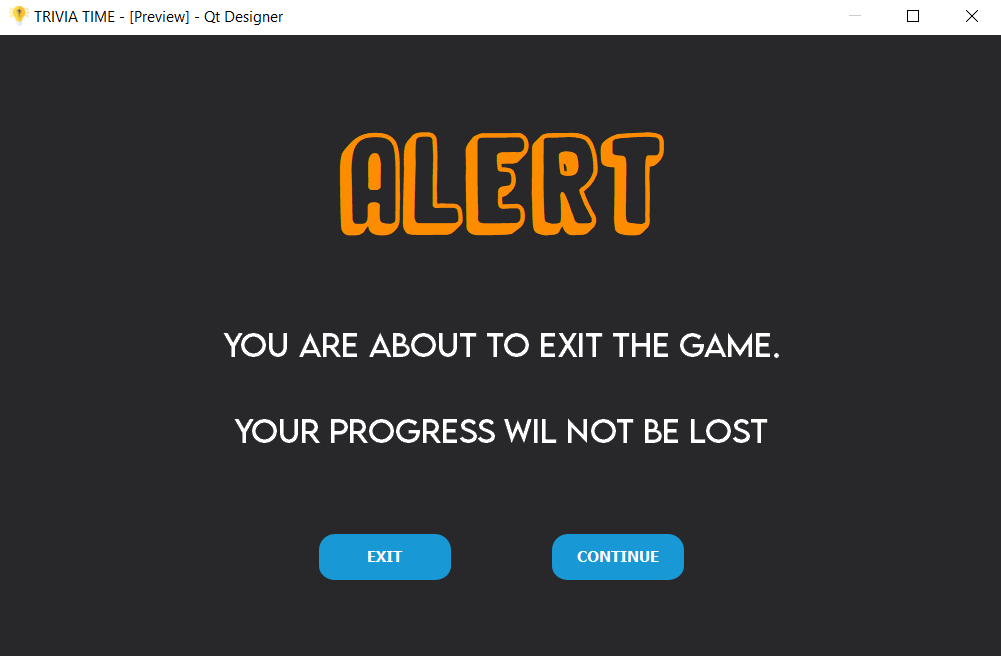 TRIVIA TIME - [Preview] - Qt Designer
ALERT
YOU ARE ABOUT TO EXIT THE GAME.
YOUR PROGRESS WIL NOT BE LOST
EXIT
CONTINUE